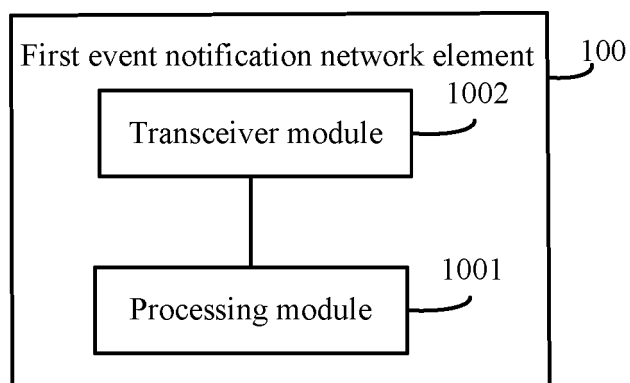 First event notification network element
100
1002
Transceiver module
1001
Processing module